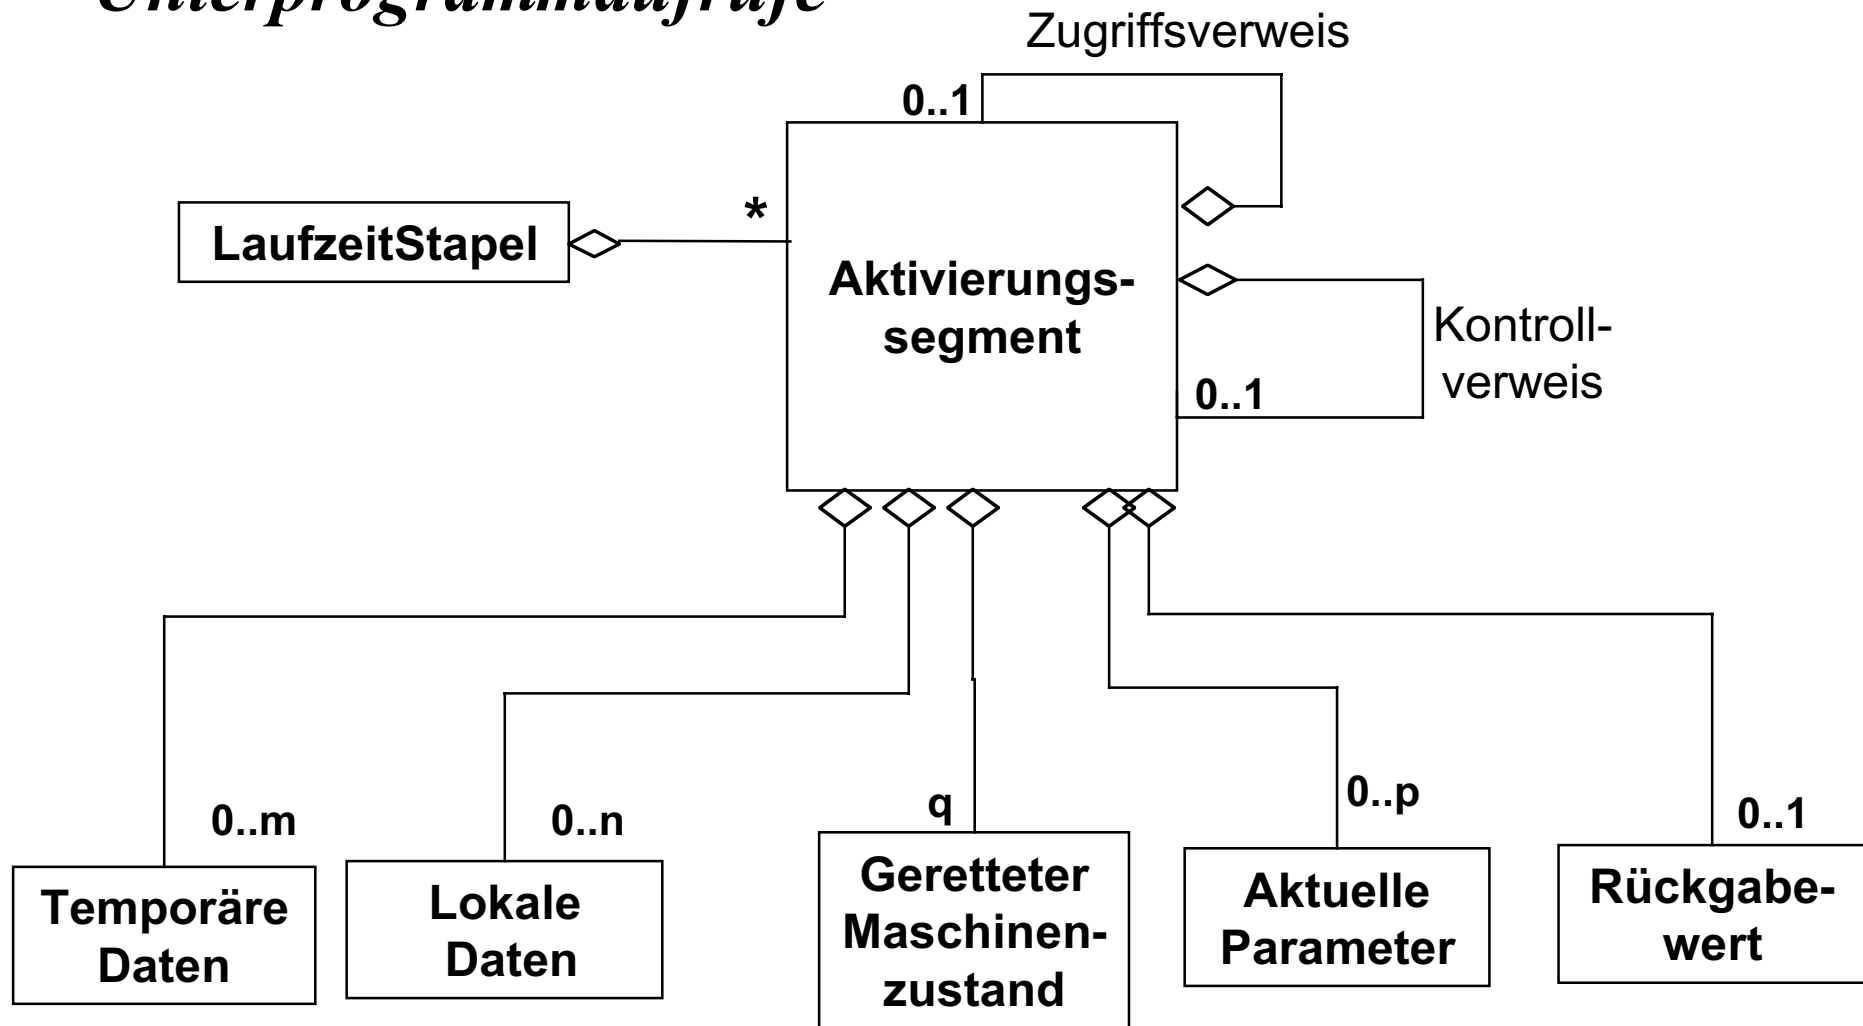 Unterprogrammaufrufe
Zugriffsverweis
0..1
*
LaufzeitStapel
Aktivierungs-
segment
Kontroll-
verweis
0..1
0..m
0..n
q
0..p
0..1
Temporäre
Daten
Lokale
Daten
Geretteter
Maschinen-
zustand
Aktuelle
Parameter
Rückgabe-
wert